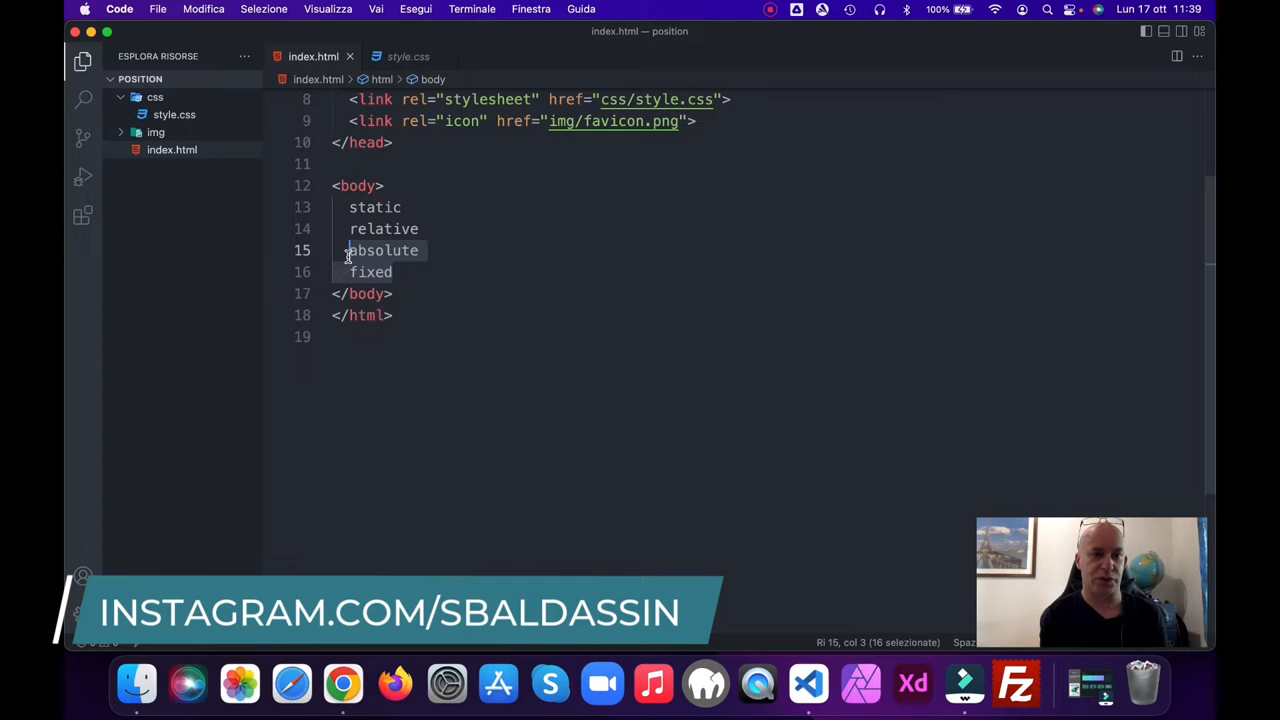 Code File Modifica Selezione Visualizza Vai Esegui Terminale Finestra Guida 100% Lun 17 ott 11:39
index.html — position
ESPLORA RISORSE
index.html
style.css
POSITION
index.html > html > body
css
style.css
img
index.html
8 <link rel="stylesheet" href="css/style.css">
9 <link rel="icon" href="img/favicon.png">
10 </head>
11
12 <body>
13 static
14 relative
15 absolute
16 fixed
17 </body>
18 </html>
19
INSTAGRAM.COM/SBALDASSIN
Ri 15, col 3 (16 selezionate)
Xd
Fz